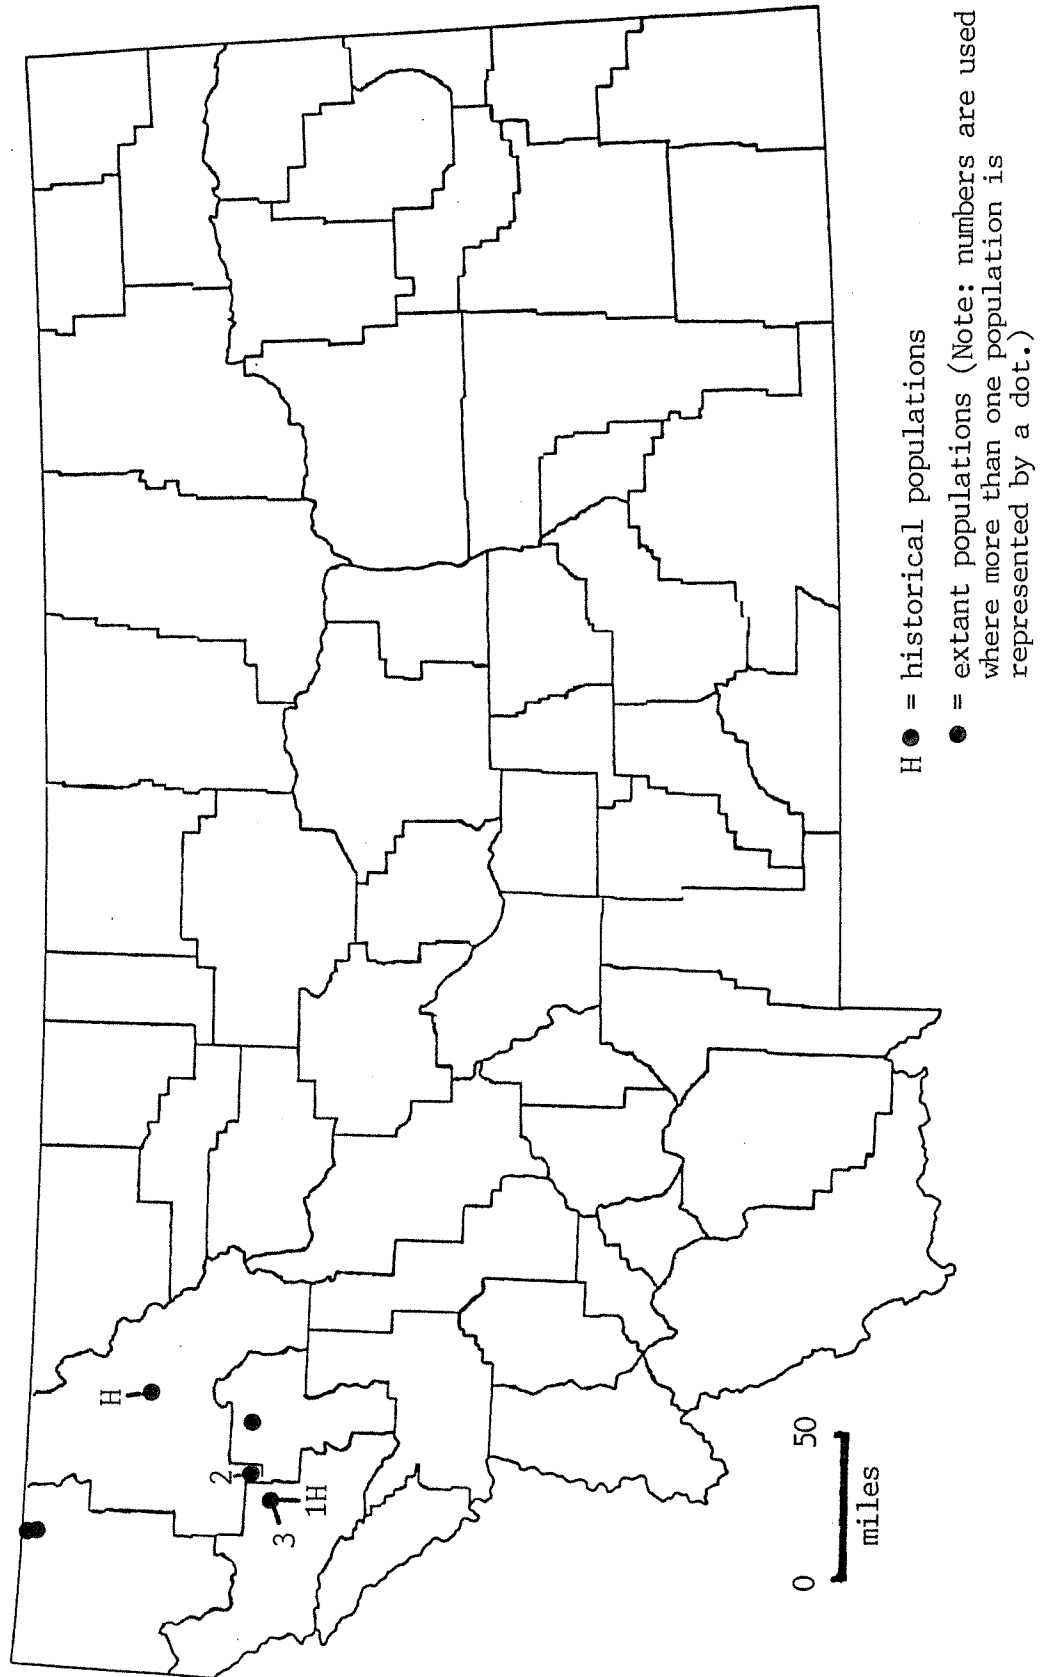 H
2
3
1H
H● = historical populations
● = extant populations (Note: numbers are used
where more than one population is
represented by a dot.)
0 50
miles